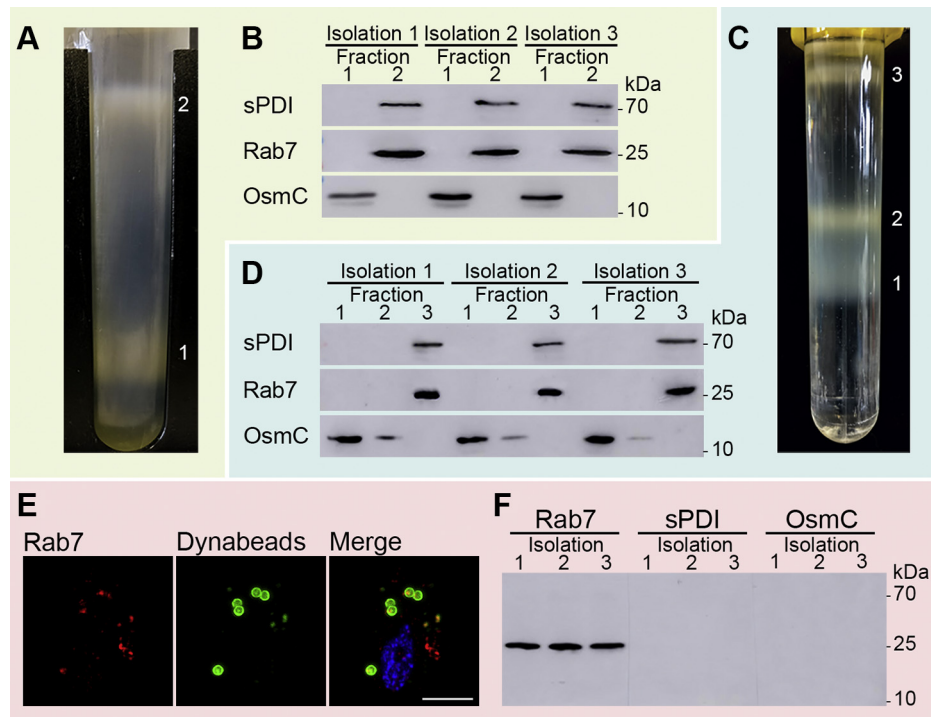 A
2
1
B
Isolation 1 Isolation 2 Isolation 3
Fraction Fraction Fraction
1 2 1 2 1 2
kDa
sPDI
70
Rab7
25
OsmC
10
C
3
2
1
D
Isolation 1 Isolation 2 Isolation 3
Fraction Fraction Fraction
1 2 3 1 2 3 1 2 3
kDa
sPDI
70
Rab7
25
OsmC
10
E
Rab7 Dynabeads Merge
F
Rab7 sPDI OsmC
Isolation Isolation Isolation
1 2 3 1 2 3 1 2 3
kDa
70
25
10